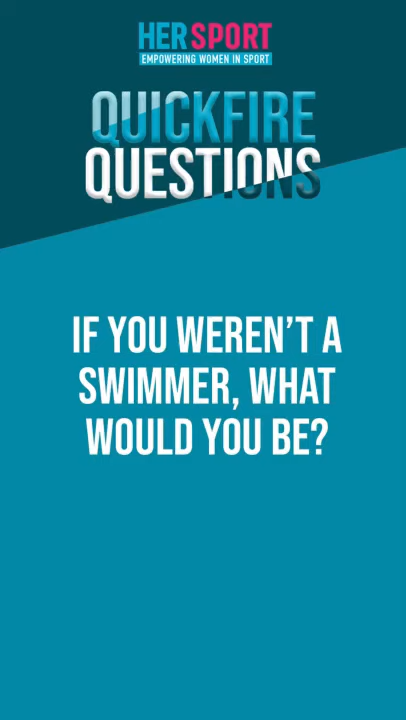 HER SPORT
EMPOWERING WOMEN IN SPORT
QUICKFIRE
QUESTIONS
IF YOU WEREN'T A
SWIMMER, WHAT
WOULD YOU BE?